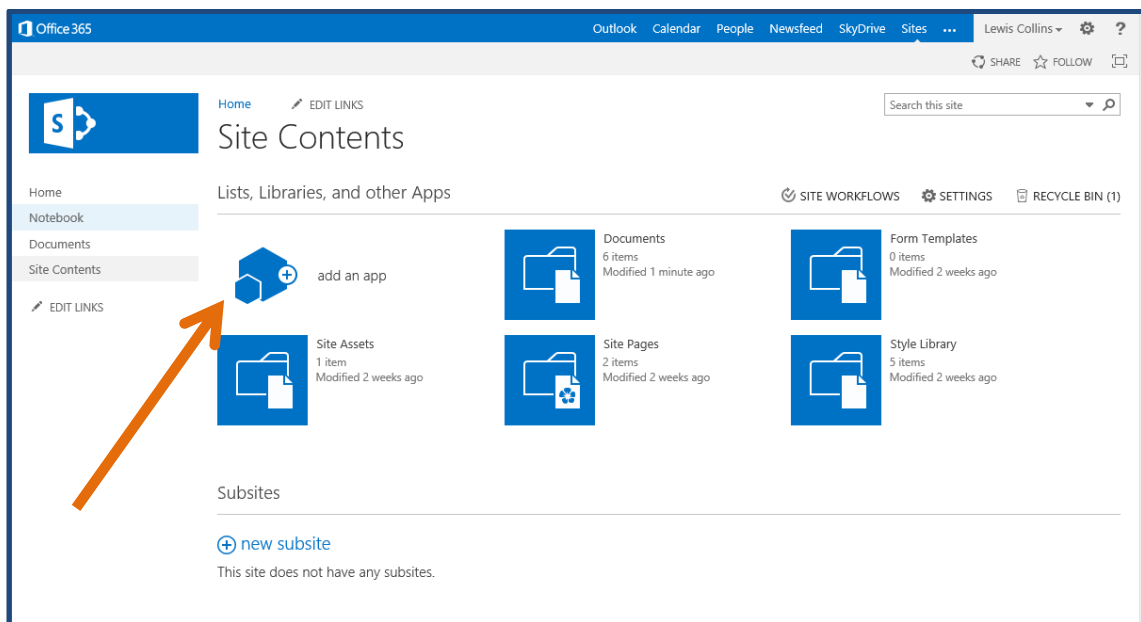 Office 365
Outlook Calendar People Newsfeed SkyDrive Sites ... Lewis Collins ?
SHARE FOLLOW
S
Home EDIT LINKS
Search this site
Site Contents
Home
Notebook
Documents
Site Contents
EDIT LINKS
Lists, Libraries, and other Apps
SITE WORKFLOWS SETTINGS RECYCLE BIN (1)
add an app
Documents
6 items
Modified 1 minute ago
Form Templates
0 items
Modified 2 weeks ago
Site Assets
1 item
Modified 2 weeks ago
Site Pages
2 items
Modified 2 weeks ago
Style Library
5 items
Modified 2 weeks ago
Subsites
new subsite
This site does not have any subsites.